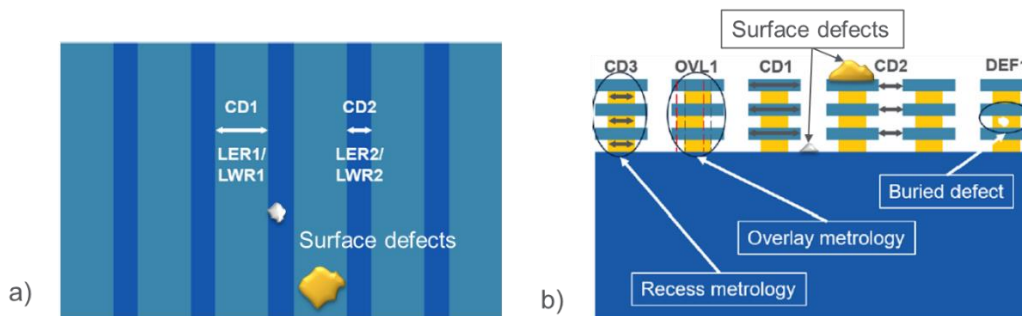 CD1
CD2
LER1/
LWR1
LER2/
LWR2
Surface defects
a)
Surface defects
CD3
OVL1
CD1
CD2
DEF1
Buried defect
Overlay metrology
Recess metrology
b)